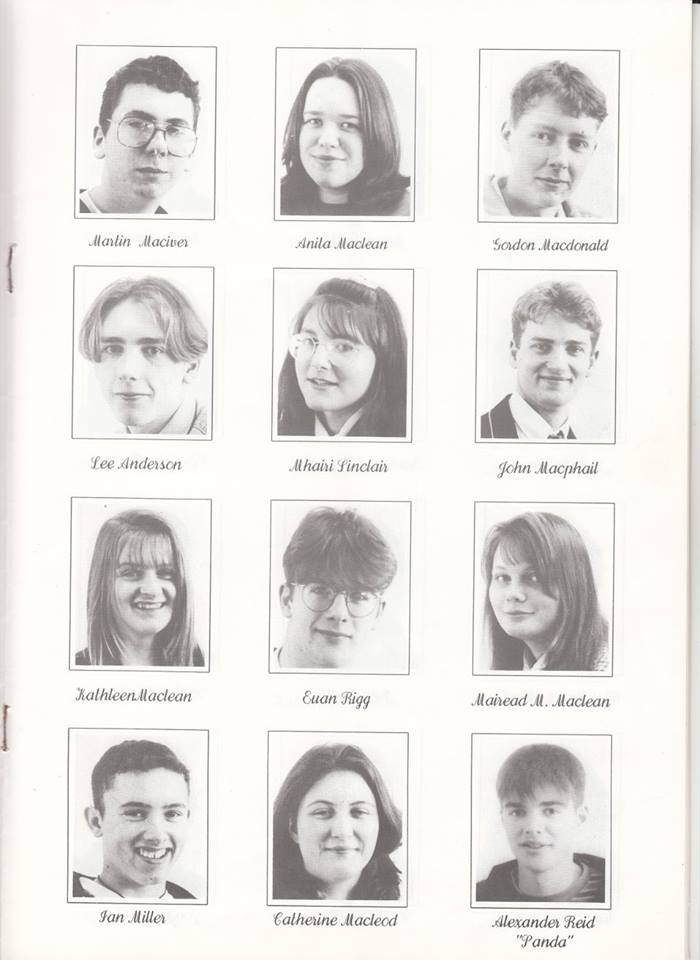 Martin Maciver
Anita Maclean
Gordon Macdonald
Lee Anderson
Mhairi Sinclair
John Macphail
KathleenMaclean
Euan Rigg
Mairead M. Maclean
Ian Miller
Catherine Macleod
Alexander Reid
"Panda"